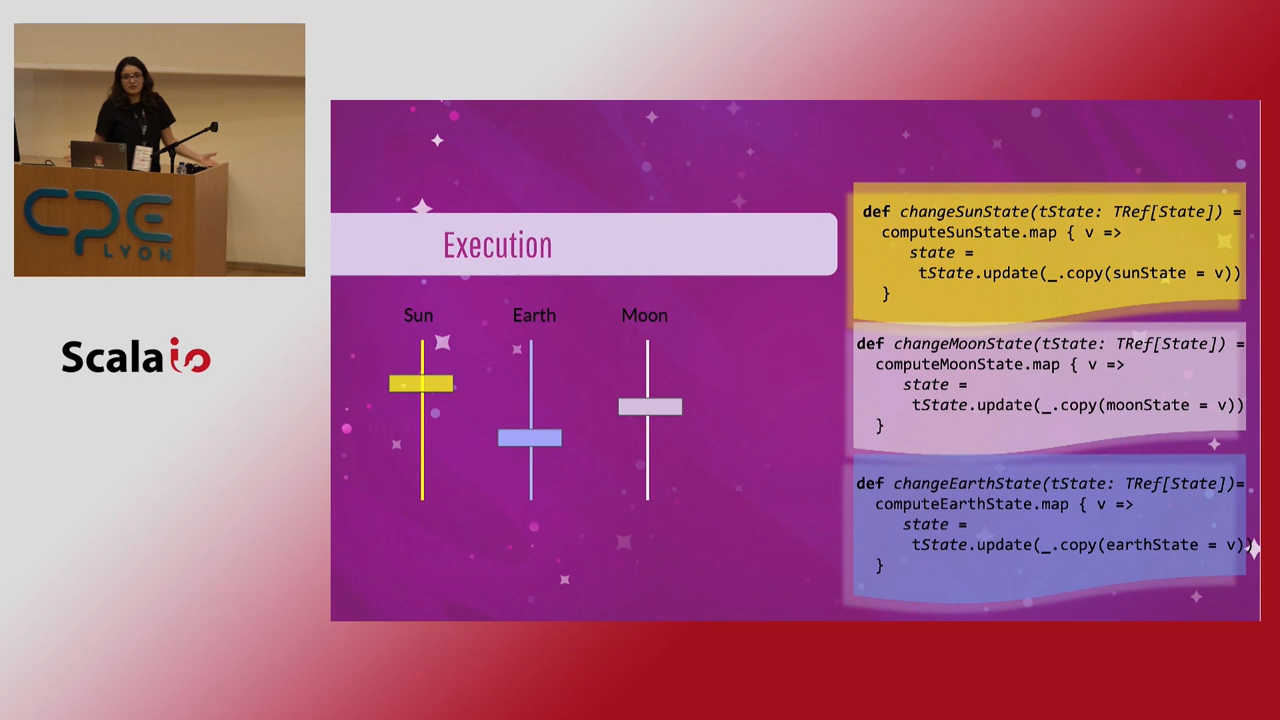 CPE
LYON
Scala io
Execution
Sun
Earth
Moon
def changeSunState(tState: TRef[State]) =
computeSunState.map { v =>
state =
tState.update(_.copy(sunState = v))
}
def changeMoonState(tState: TRef[State]) =
computeMoonState.map { v =>
state =
tState.update(_.copy(moonState = v))
}
def changeEarthState(tState: TRef[State])=
computeEarthState.map { v =>
state =
tState.update(_.copy(earthState = v))
}